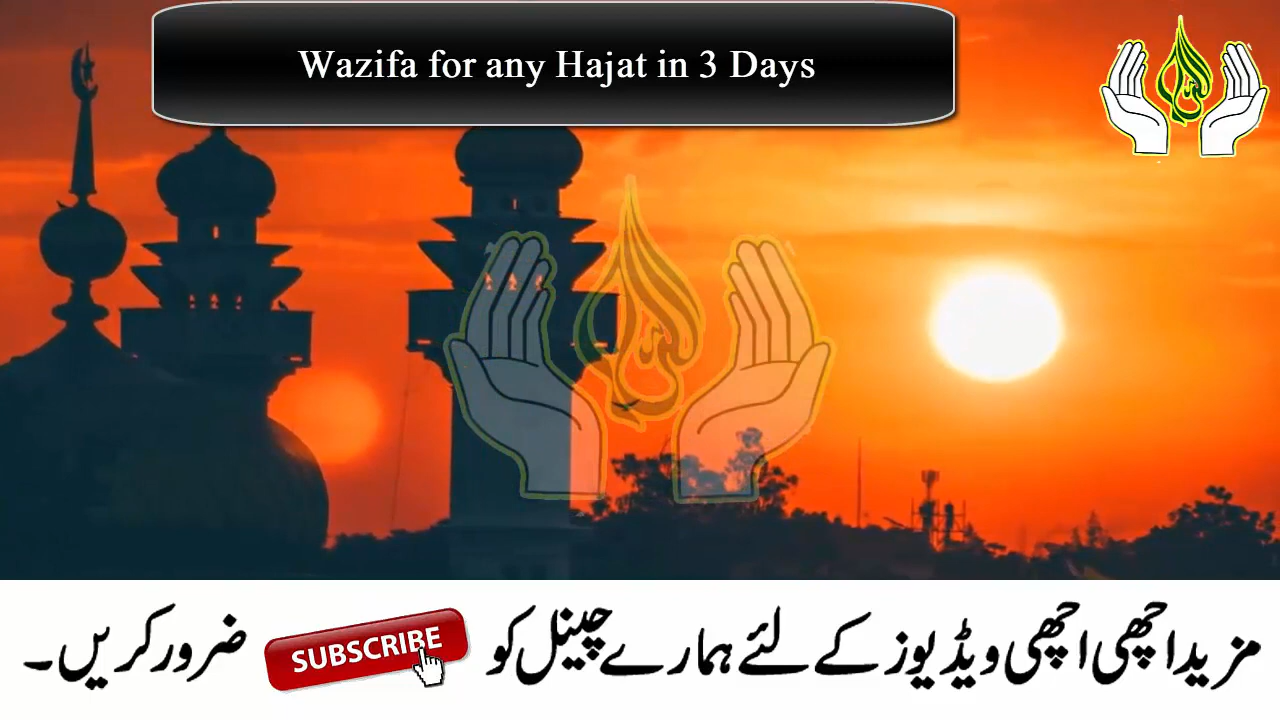 Wazifa for any Hajat in 3 Days
مزید اچھی اچھی ویڈیوز کے لئے ہمارے چینل کو SUBSCRIBE ضرور کریں۔